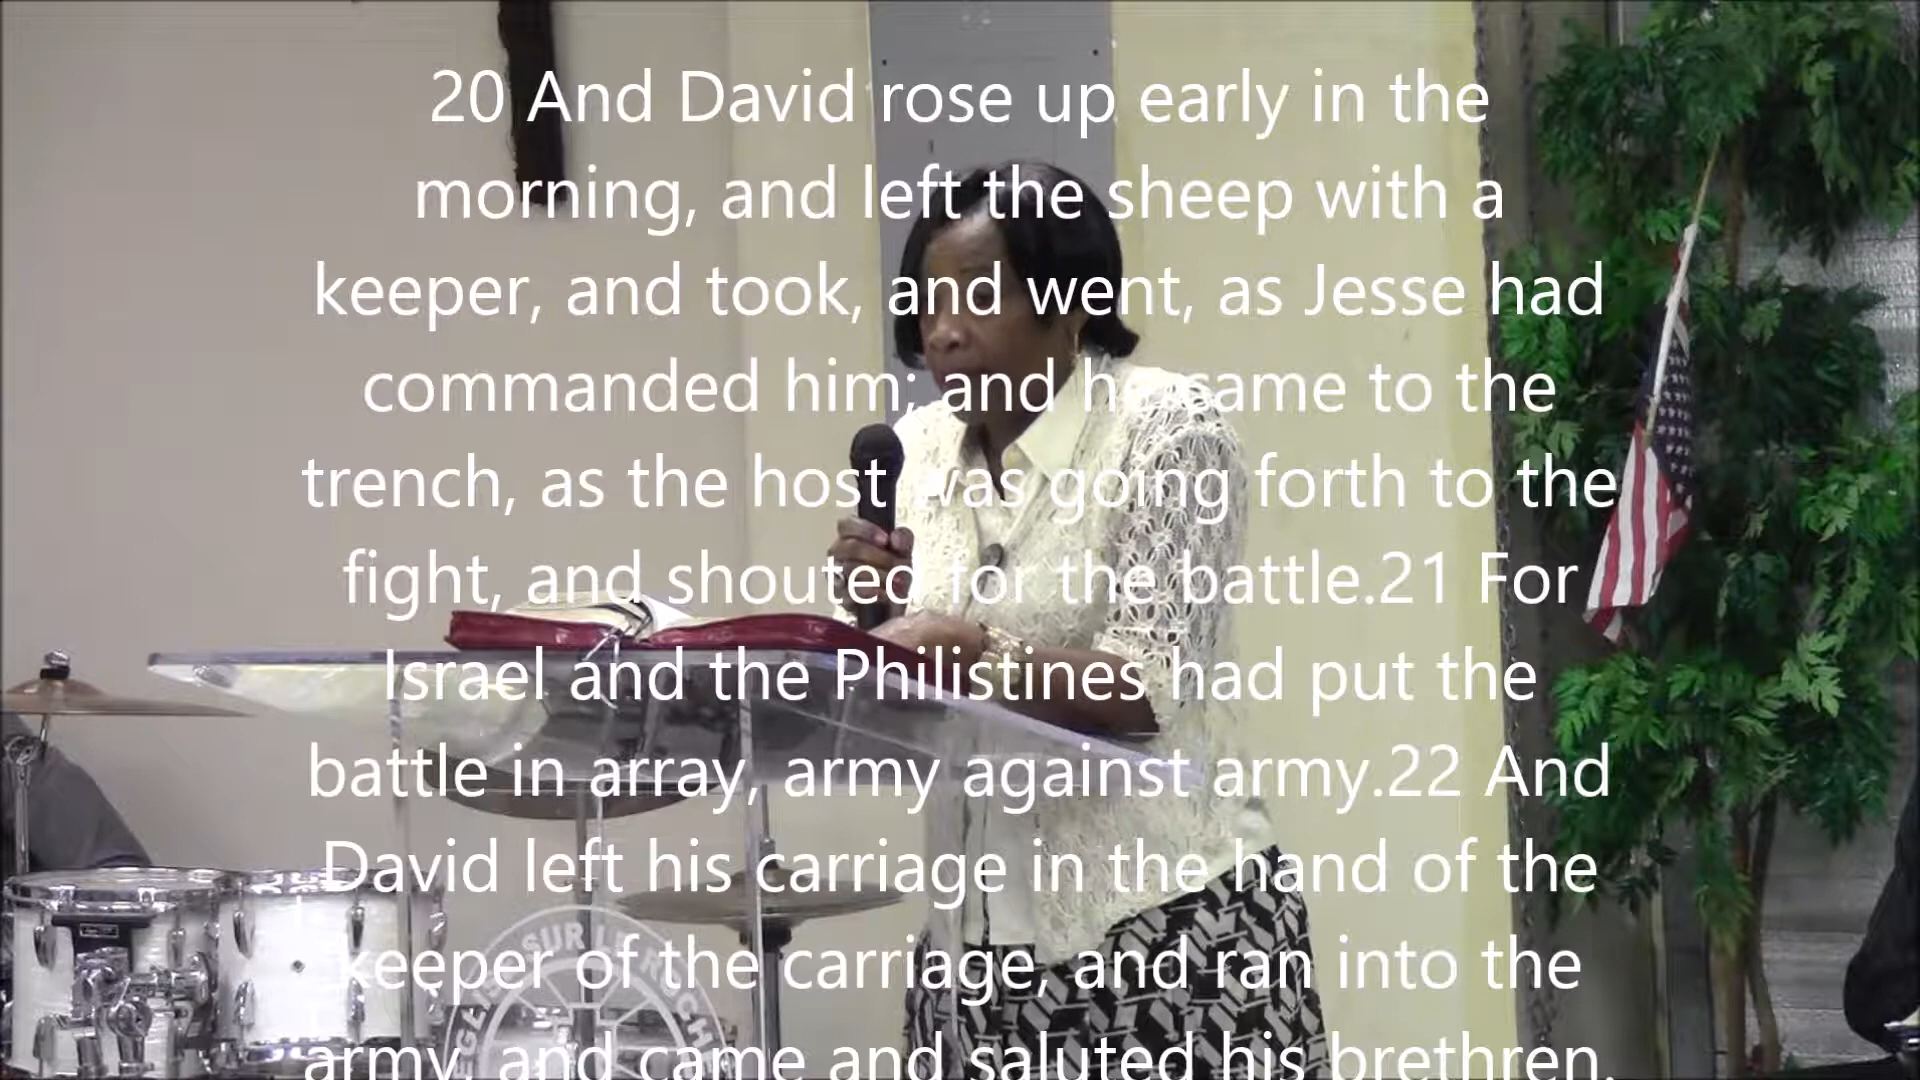 20 And David rose up early in the
morning, and left the sheep with a
keeper, and took, and went, as Jesse had
commanded him; and he came to the
trench, as the host was going forth to the
fight, and shouted for the battle.21 For
Israel and the Philistines had put the
battle in array, army against army.22 And
David left his carriage in the hand of the
keeper of the carriage, and ran into the
army, and came and saluted his brethren.
SUR LE ROCHE